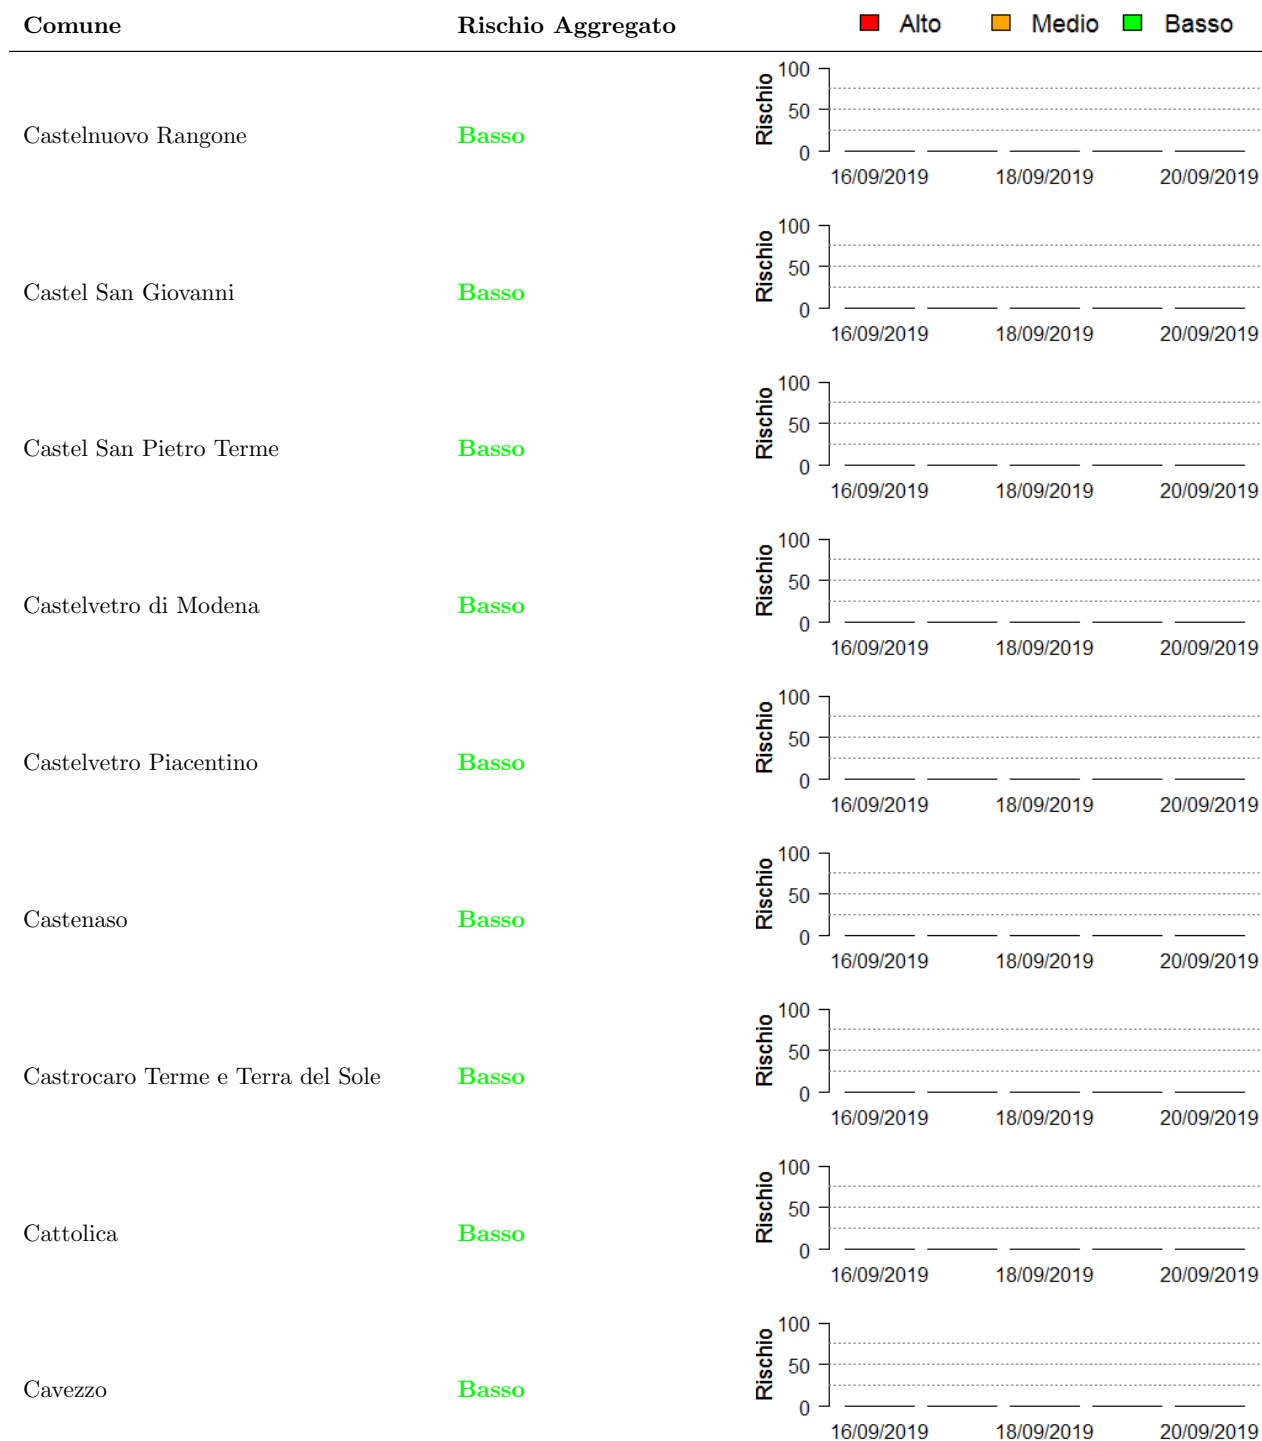 Comune Rischio Aggregato Alto Medio Basso
100
50
0
Rischio
Castelnuovo Rangone Basso
16/09/2019 18/09/2019 20/09/2019
100
50
0
Rischio
Castel San Giovanni Basso
16/09/2019 18/09/2019 20/09/2019
100
50
0
Rischio
Castel San Pietro Terme Basso
16/09/2019 18/09/2019 20/09/2019
100
50
0
Rischio
Castelvetro di Modena Basso
16/09/2019 18/09/2019 20/09/2019
100
50
0
Rischio
Castelvetro Piacentino Basso
16/09/2019 18/09/2019 20/09/2019
100
50
0
Rischio
Castenaso Basso
16/09/2019 18/09/2019 20/09/2019
100
50
0
Rischio
Castrocaro Terme e Terra del Sole Basso
16/09/2019 18/09/2019 20/09/2019
100
50
0
Rischio
Cattolica Basso
16/09/2019 18/09/2019 20/09/2019
100
50
0
Rischio
Cavezzo Basso
16/09/2019 18/09/2019 20/09/2019